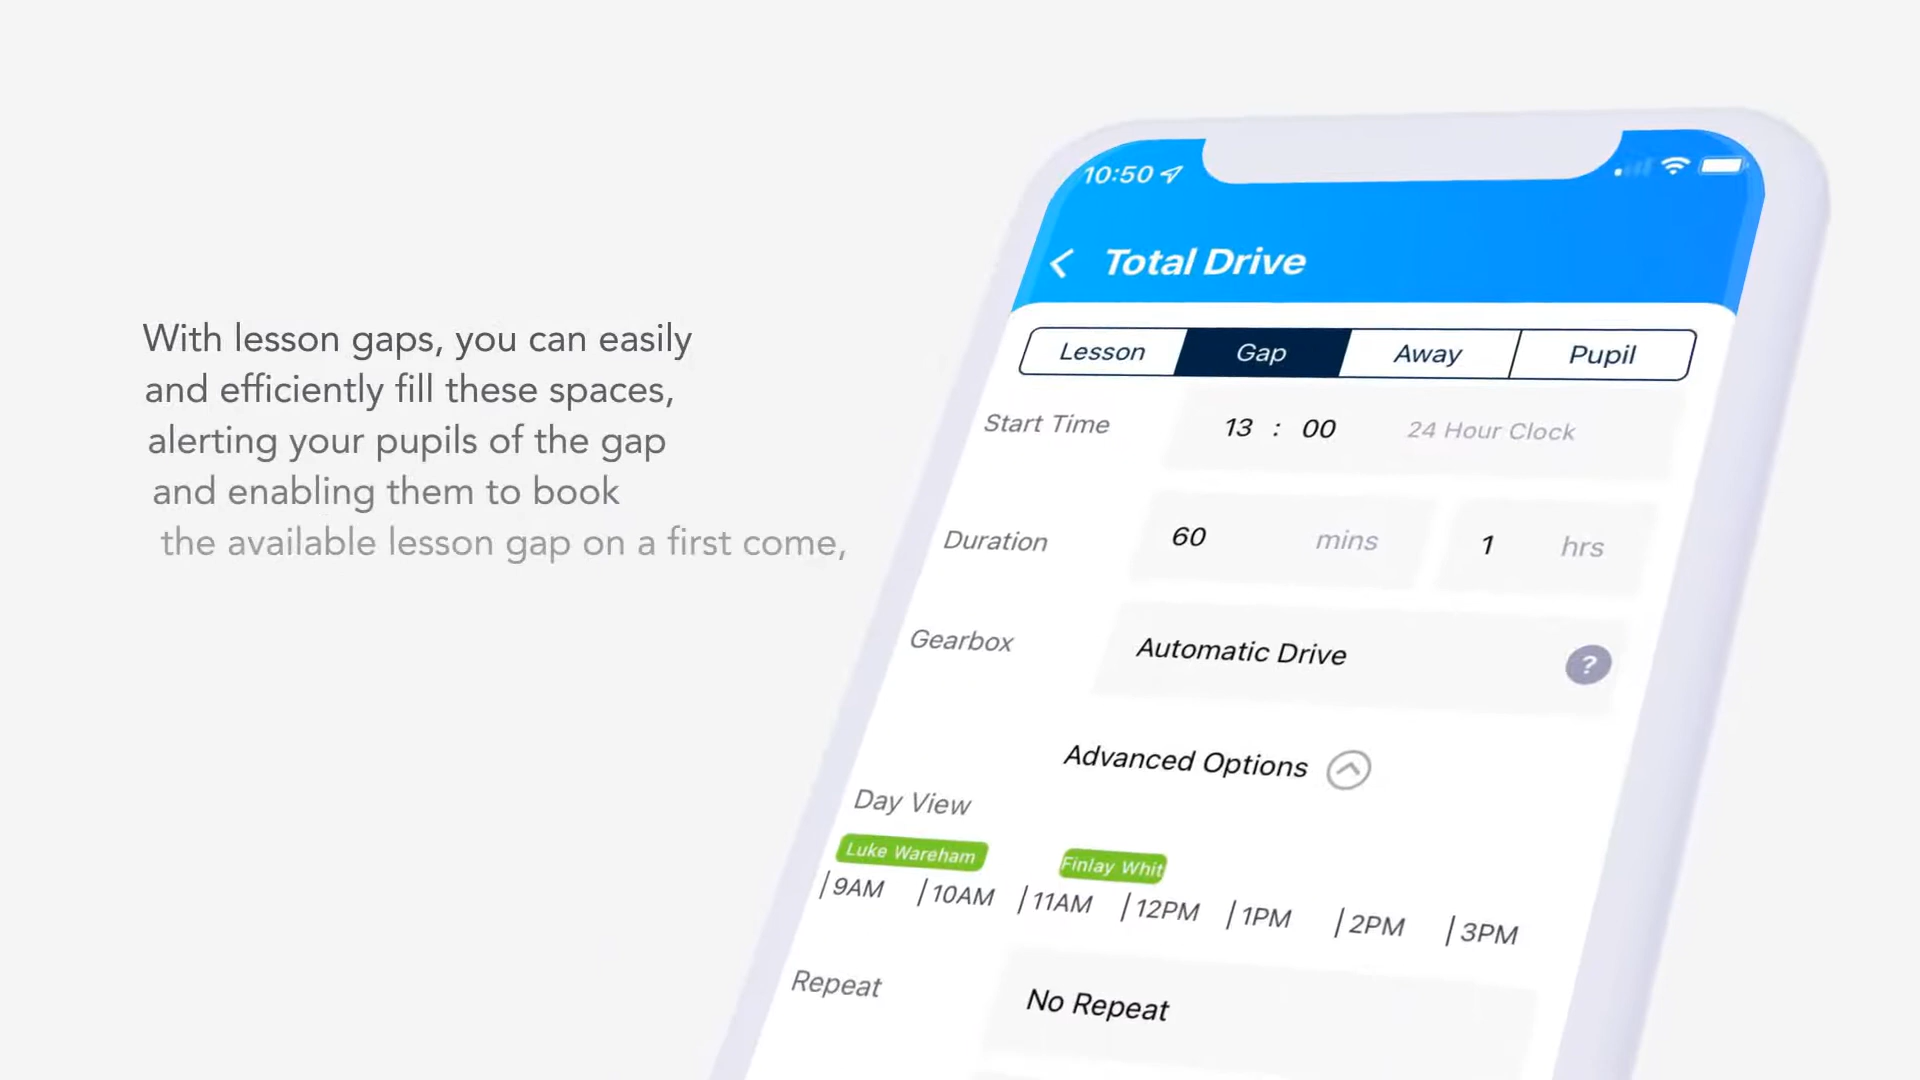 With lesson gaps, you can easily
and efficiently fill these spaces,
alerting your pupils of the gap
and enabling them to book
the available lesson gap on a first come,
10:50
Total Drive
Lesson Gap Away Pupil
Start Time 13 : 00 24 Hour Clock
Duration 60 mins 1 hrs
Gearbox Automatic Drive ?
Advanced Options
Day View
Luke Wareham Finlay Whit
9AM 10AM 11AM 12PM 1PM 2PM 3PM
Repeat No Repeat